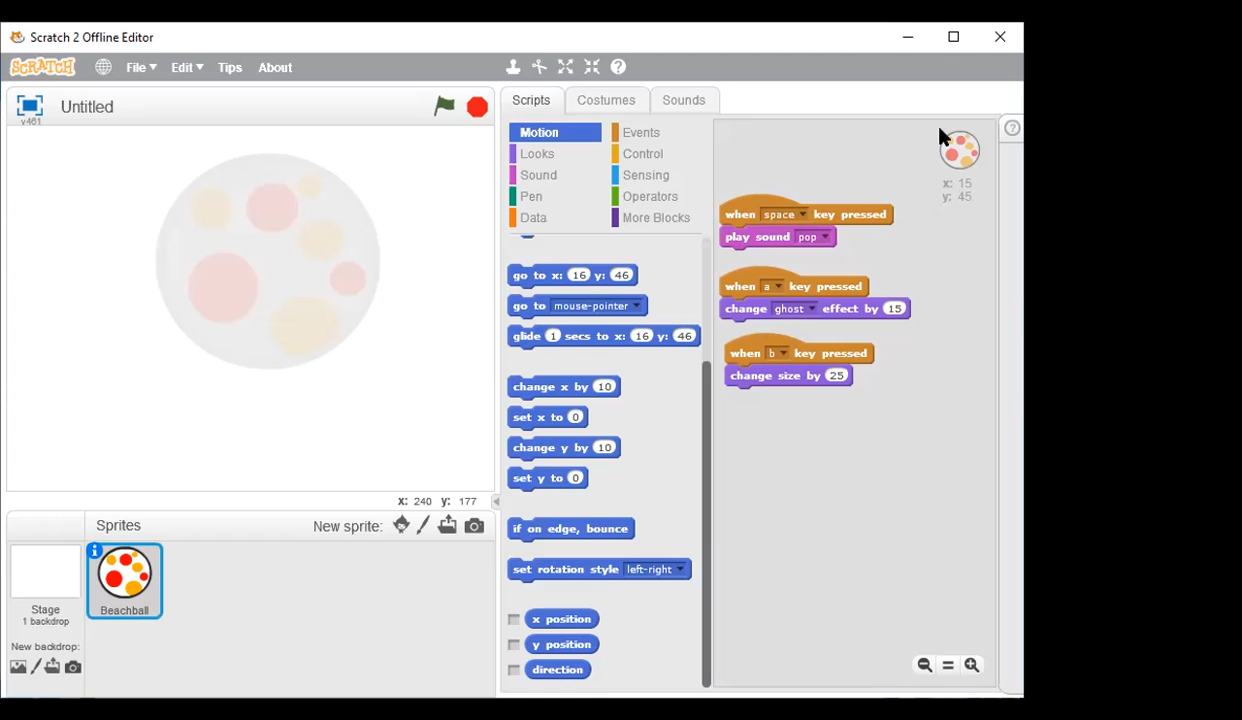 Scratch 2 Offline Editor
SCRATCH File Edit Tips About
v461 Untitled
Scripts Costumes Sounds
Motion Events
Looks Control
Sound Sensing
Pen Operators
Data More Blocks
go to x: 16 y: 46
go to mouse-pointer
glide 1 secs to x: 16 y: 46
change x by 10
set x to 0
change y by 10
set y to 0
if on edge, bounce
set rotation style left-right
x position
y position
direction
x: 15
y: 45
when space key pressed
play sound pop
when a key pressed
change ghost effect by 15
when b key pressed
change size by 25
x: 240 y: 177
Sprites New sprite:
Stage
1 backdrop
New backdrop:
Beachball